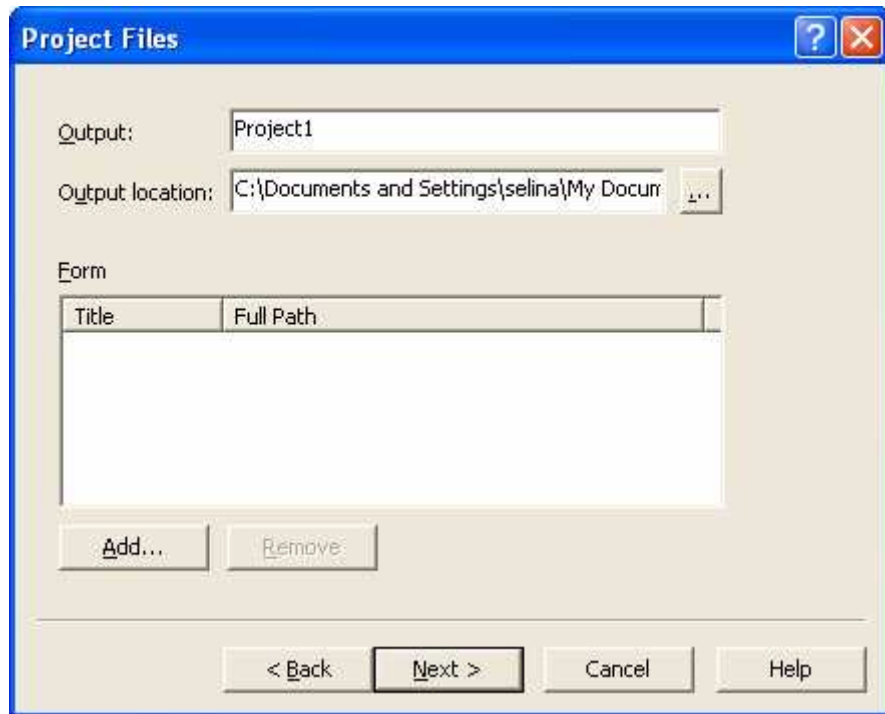 Project Files
Output: Project1
Output location: C:\Documents and Settings\selina\My Docum ...
Form
Title Full Path
Add... Remove
< Back Next > Cancel Help